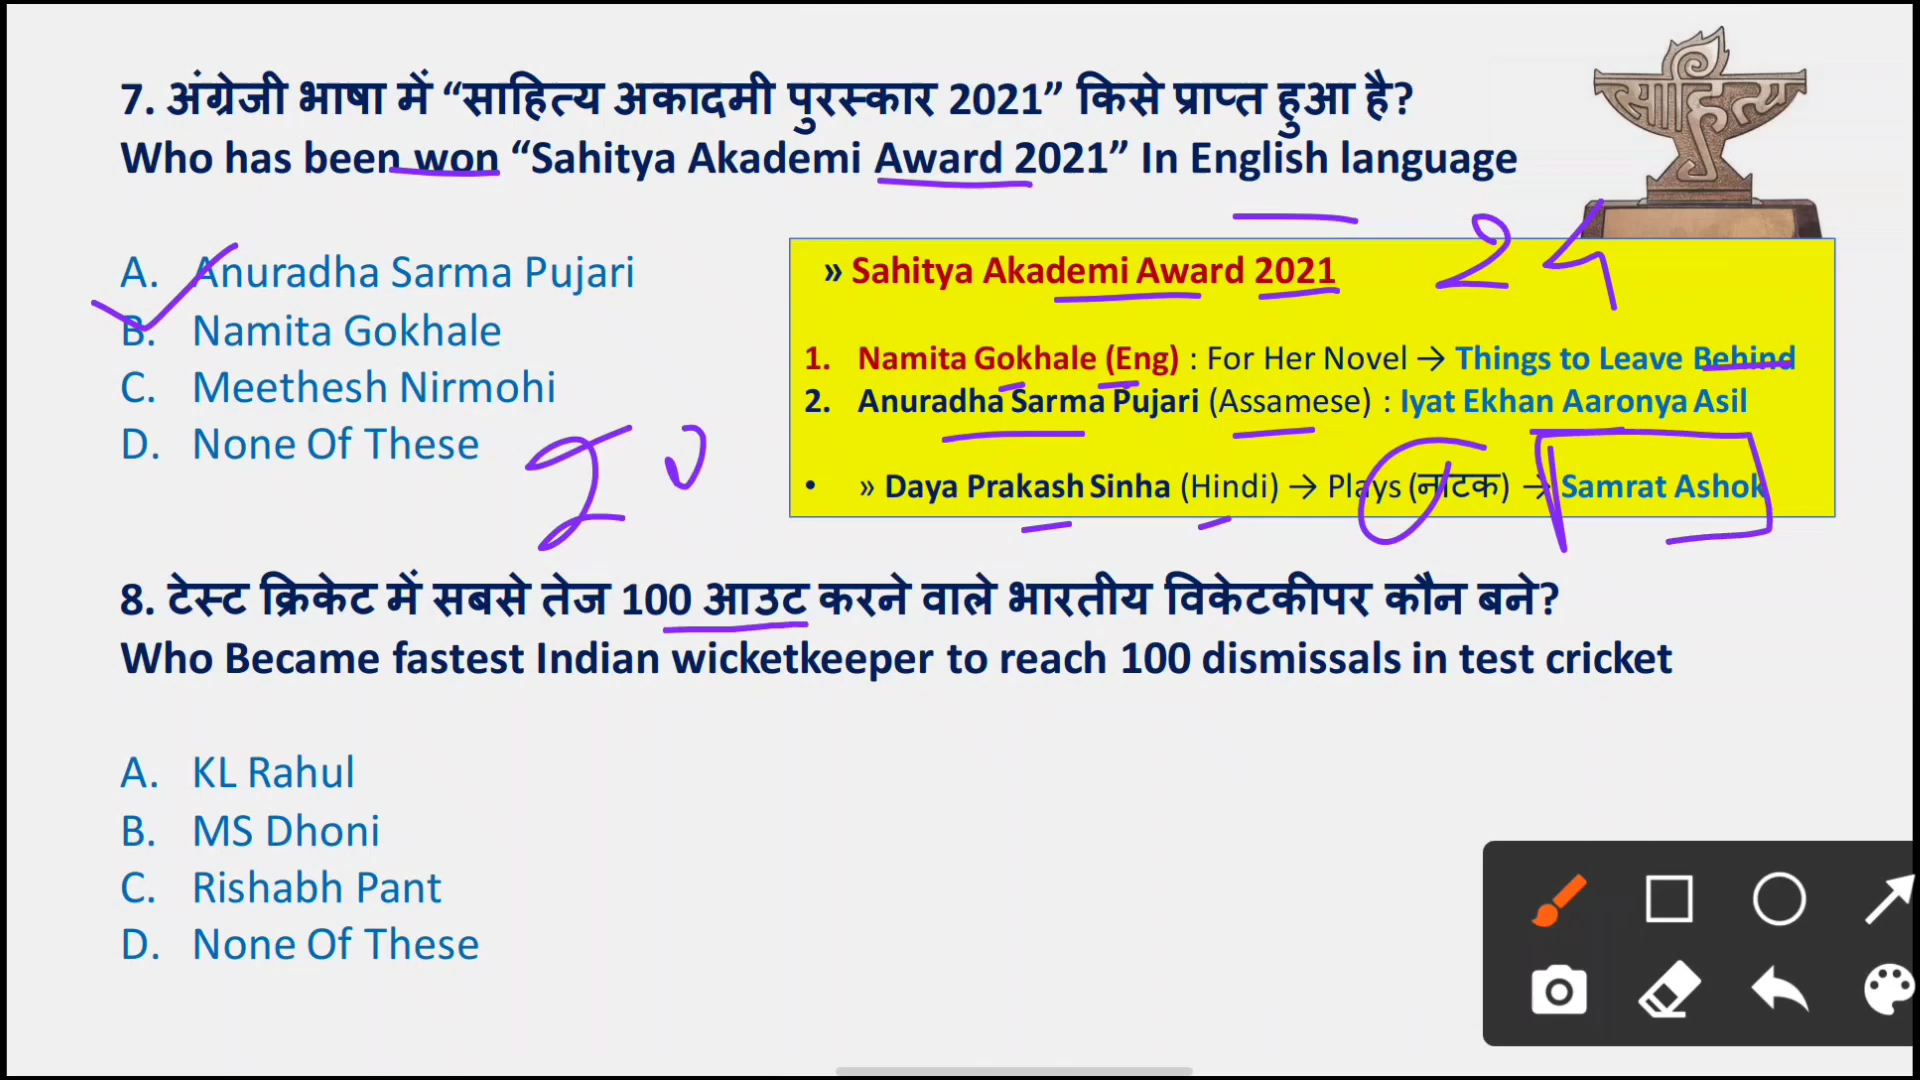 7. अंग्रेजी भाषा में “साहित्य अकादमी पुरस्कार 2021” किसे प्राप्त हुआ है?
Who has been won “Sahitya Akademi Award 2021” In English language
साहित्य
A. Anuradha Sarma Pujari
B. Namita Gokhale
C. Meethesh Nirmohi
D. None Of These
» Sahitya Akademi Award 2021
24
1. Namita Gokhale (Eng) : For Her Novel → Things to Leave Behind
2. Anuradha Sarma Pujari (Assamese) : Iyat Ekhan Aaronya Asil
• » Daya Prakash Sinha (Hindi) → Plays (नाटक) → Samrat Ashok
8. टेस्ट क्रिकेट में सबसे तेज 100 आउट करने वाले भारतीय विकेटकीपर कौन बने?
Who Became fastest Indian wicketkeeper to reach 100 dismissals in test cricket
A. KL Rahul
B. MS Dhoni
C. Rishabh Pant
D. None Of These